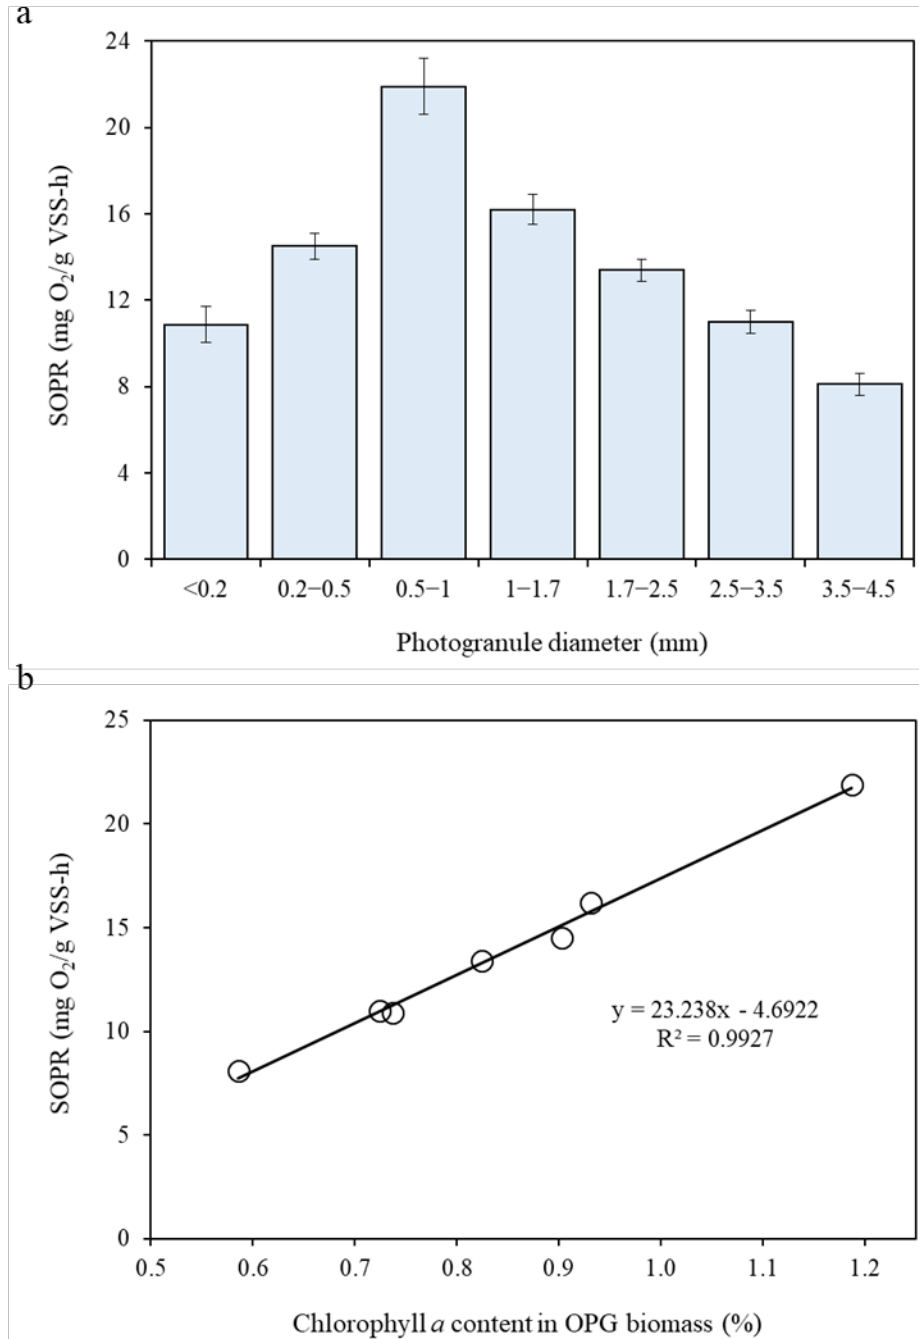 a
24
20
16
12
8
4
0
SOPR (mg O₂/g VSS-h)
<0.2 0.2−0.5 0.5−1 1−1.7 1.7−2.5 2.5−3.5 3.5−4.5
Photogranule diameter (mm)
b
25
20
15
10
5
0
SOPR (mg O₂/g VSS-h)
y = 23.238x - 4.6922
R² = 0.9927
0.5 0.6 0.7 0.8 0.9 1.0 1.1 1.2
Chlorophyll a content in OPG biomass (%)